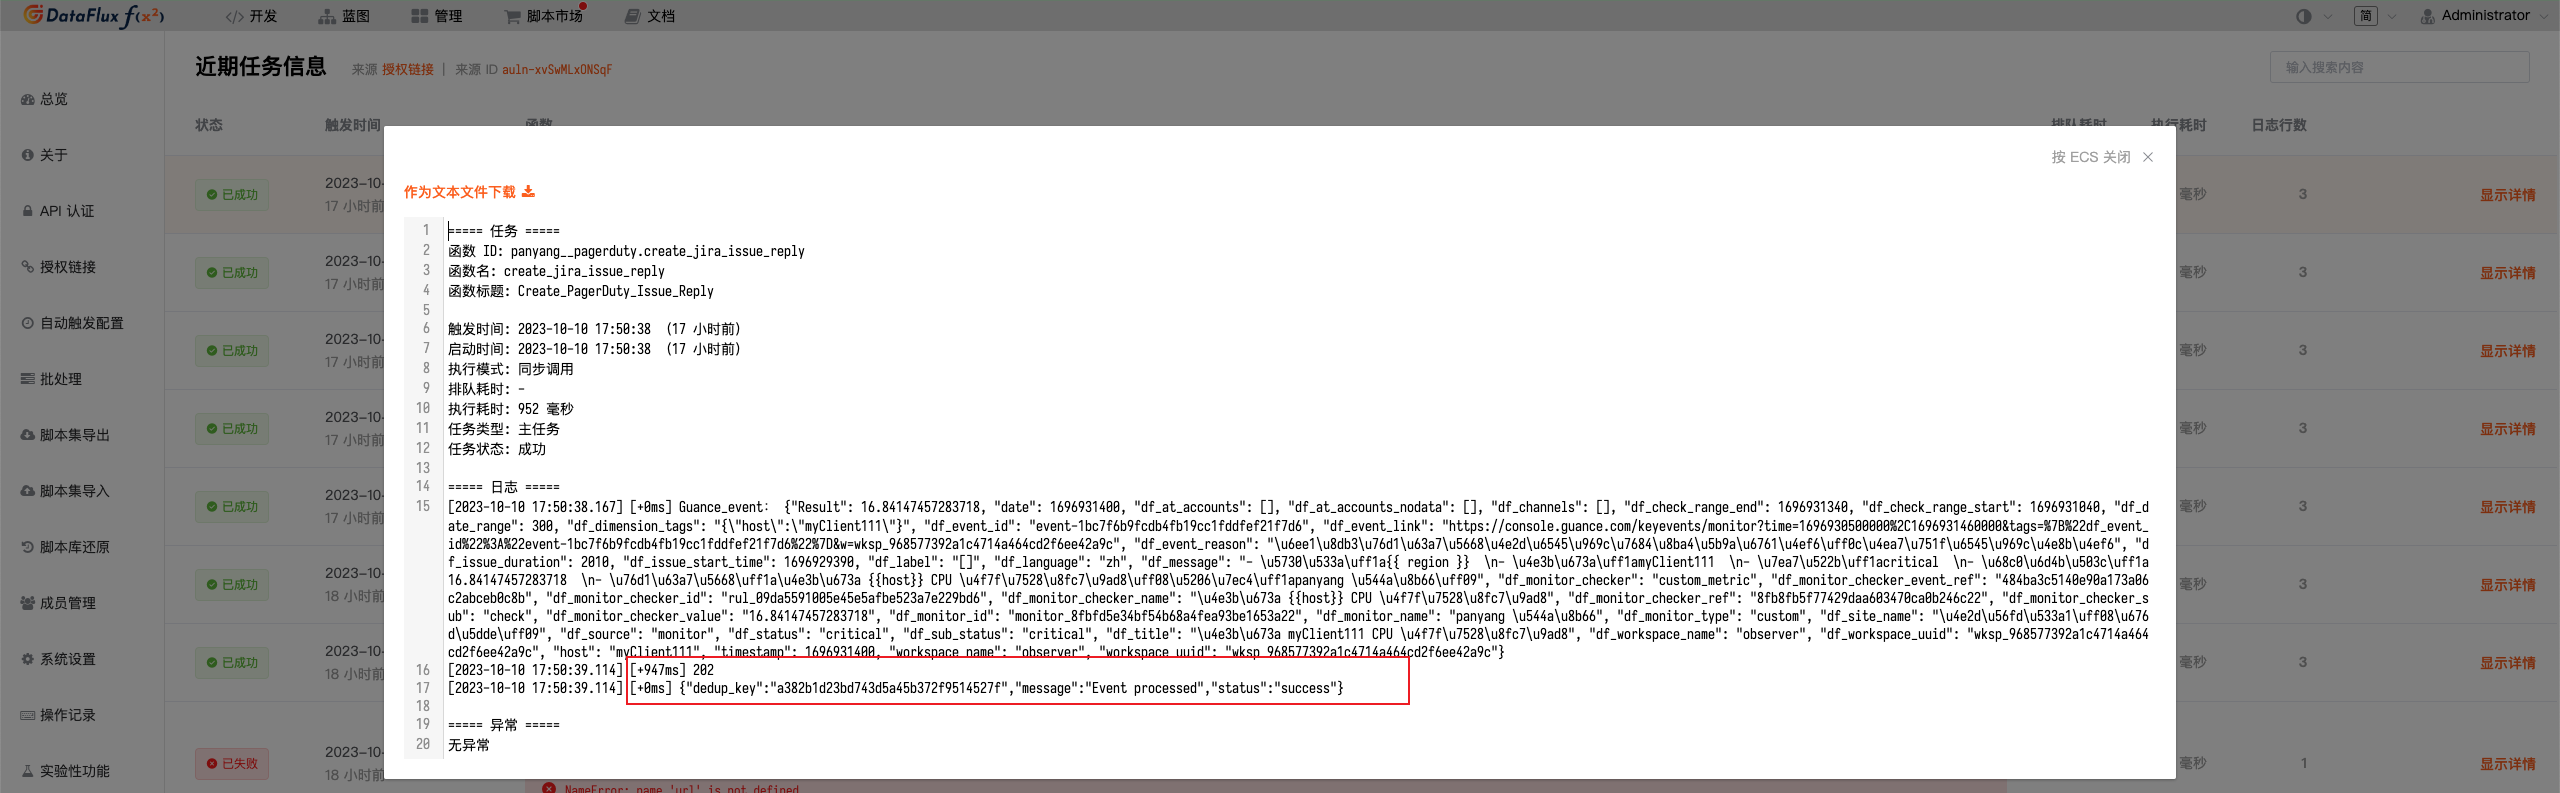 DataFlux f(x²)
开发
蓝图
管理
脚本市场
文档
简
Administrator
近期任务信息 来源 授权链接 | 来源 ID auln-xvSwMLxONSqF
输入搜索内容
总览
关于
API 认证
授权链接
自动触发配置
批处理
脚本集导出
脚本集导入
脚本库还原
成员管理
系统设置
操作记录
实验性功能
状态 触发时间 函数 排队耗时 执行耗时 日志行数
按 ECS 关闭
作为文本文件下载
1 ===== 任务 =====
2 函数 ID: panyang__pagerduty.create_jira_issue_reply
3 函数名: create_jira_issue_reply
4 函数标题: Create_PagerDuty_Issue_Reply
5
6 触发时间: 2023-10-10 17:50:38 (17 小时前)
7 启动时间: 2023-10-10 17:50:38 (17 小时前)
8 执行模式: 同步调用
9 排队耗时: -
10 执行耗时: 952 毫秒
11 任务类型: 主任务
12 任务状态: 成功
13
14 ===== 日志 =====
15 [2023-10-10 17:50:38.167] [+0ms] Guance_event: {"Result": 16.84147457283718, "date": 1696931400, "df_at_accounts": [], "df_at_accounts_nodata": [], "df_channels": [], "df_check_range_end": 1696931340, "df_check_range_start": 1696931040, "df_d
ate_range": 300, "df_dimension_tags": "{\"host\":\"myClient111\"}", "df_event_id": "event-1bc7f6b9fcdb4fb19cc1fddfef21f7d6", "df_event_link": "https://console.guance.com/keyevents/monitor?time=1696930500000%2C1696931460000&tags=%7B%22df_event_
id%22%3A%22event-1bc7f6b9fcdb4fb19cc1fddfef21f7d6%22%7D&w=wksp_968577392a1c4714a464cd2f6ee42a9c", "df_event_reason": "\u6ee1\u8db3\u76d1\u63a7\u5668\u4e2d\u6545\u969c\u7684\u8ba4\u5b9a\u6761\u4ef6\uff0c\u4ea7\u751f\u6545\u969c\u4e8b\u4ef6", "d
f_issue_duration": 2010, "df_issue_start_time": 1696929390, "df_label": "[]", "df_language": "zh", "df_message": "- \u5730\u533a\uff1a{{ region }}  \n- \u4e3b\u673a\uff1amyClient111  \n- \u7ea7\u522b\uff1acritical  \n- \u68c0\u6d4b\u503c\uff1a
16.84147457283718  \n- \u76d1\u63a7\u5668\uff1a\u4e3b\u673a {{host}} CPU \u4f7f\u7528\u8fc7\u9ad8\uff08\u5206\u7ec4\uff1apanyang \u544a\u8b66\uff09", "df_monitor_checker": "custom_metric", "df_monitor_checker_event_ref": "484ba3c5140e90a173a06
c2abceb0c8b", "df_monitor_checker_id": "rul_09da5591005e45e5afbe523a7e229bd6", "df_monitor_checker_name": "\u4e3b\u673a {{host}} CPU \u4f7f\u7528\u8fc7\u9ad8", "df_monitor_checker_ref": "8fb8fb5f77429daa603470ca0b246c22", "df_monitor_checker_s
ub": "check", "df_monitor_checker_value": "16.84147457283718", "df_monitor_id": "monitor_8fbfd5e34bf54b68a4fea93be1653a22", "df_monitor_name": "panyang \u544a\u8b66", "df_monitor_type": "custom", "df_site_name": "\u4e2d\u56fd\u533a1\uff08\u676
d\u5dde\uff09", "df_source": "monitor", "df_status": "critical", "df_sub_status": "critical", "df_title": "\u4e3b\u673a myClient111 CPU \u4f7f\u7528\u8fc7\u9ad8", "df_workspace_name": "observer", "df_workspace_uuid": "wksp_968577392a1c4714a464
cd2f6ee42a9c", "host": "myClient111", "timestamp": 1696931400, "workspace_name": "observer", "workspace_uuid": "wksp_968577392a1c4714a464cd2f6ee42a9c"}
16 [2023-10-10 17:50:39.114] [+947ms] 202
17 [2023-10-10 17:50:39.114] [+0ms] {"dedup_key":"a382b1d23bd743d5a45b372f9514527f","message":"Event processed","status":"success"}
18
19 ===== 异常 =====
20 无异常
已成功 2023-10- 17 小时前 毫秒 3 显示详情
已成功 2023-10- 17 小时前 毫秒 3 显示详情
已成功 2023-10- 17 小时前 毫秒 3 显示详情
已成功 2023-10- 17 小时前 毫秒 3 显示详情
已成功 2023-10- 17 小时前 毫秒 3 显示详情
已成功 2023-10- 17 小时前 毫秒 3 显示详情
已成功 2023-10- 18 小时前 毫秒 3 显示详情
已失败 2023-10- 18 小时前 毫秒 1 显示详情
NameError: name 'url' is not defined